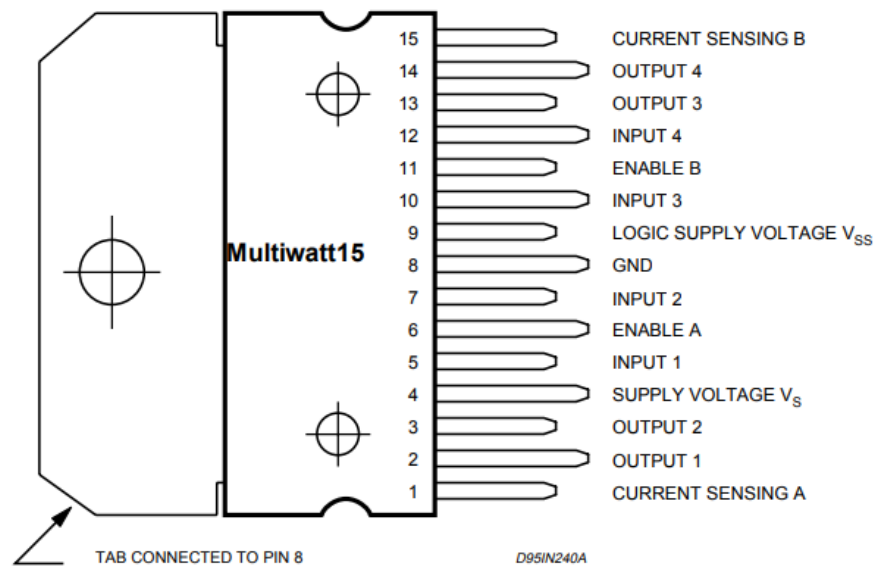 15 CURRENT SENSING B
14 OUTPUT 4
13 OUTPUT 3
12 INPUT 4
11 ENABLE B
10 INPUT 3
9 LOGIC SUPPLY VOLTAGE VSS
Multiwatt15
8 GND
7 INPUT 2
6 ENABLE A
5 INPUT 1
4 SUPPLY VOLTAGE VS
3 OUTPUT 2
2 OUTPUT 1
1 CURRENT SENSING A
TAB CONNECTED TO PIN 8
D95IN240A